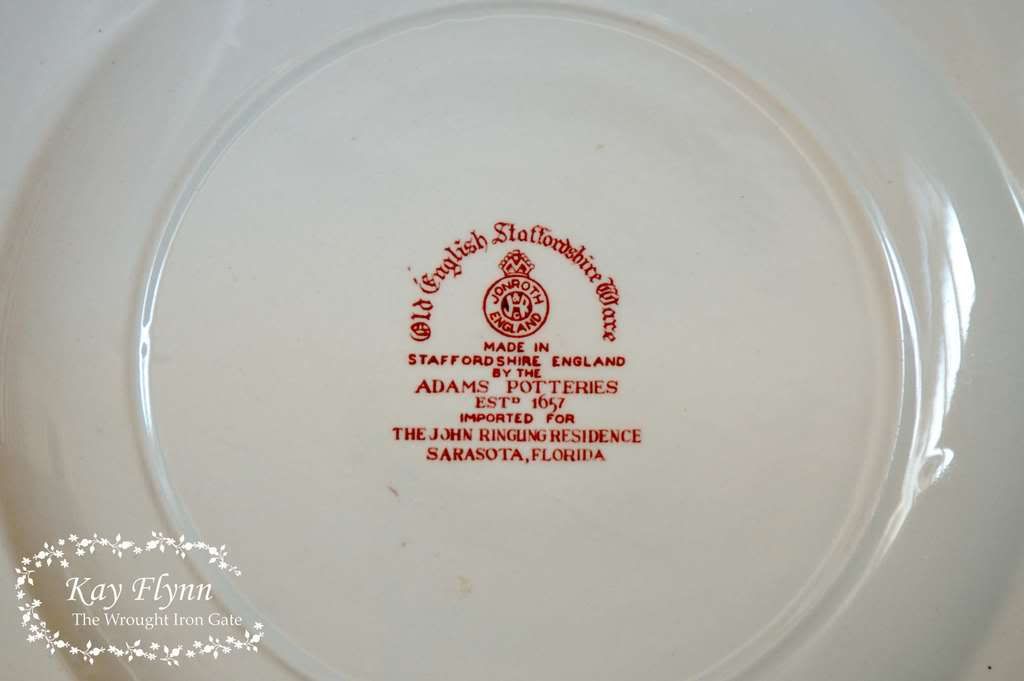 Old English Staffordshire Ware
JONROTH
JHR
ENGLAND
MADE IN
STAFFORDSHIRE ENGLAND
BY THE
ADAMS POTTERIES
ESTD 1657
IMPORTED FOR
THE JOHN RINGLING RESIDENCE
SARASOTA, FLORIDA
Kay Flynn
The Wrought Iron Gate